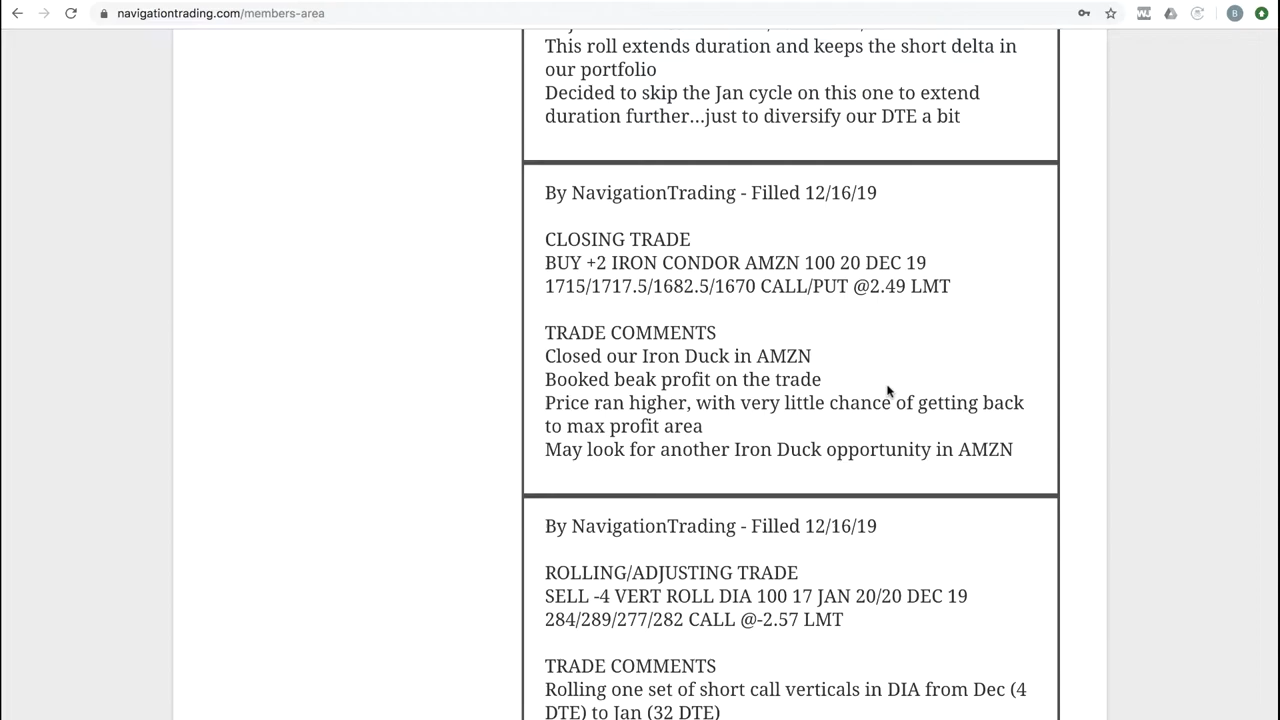 navigationtrading.com/members-area
This roll extends duration and keeps the short delta in
our portfolio
Decided to skip the Jan cycle on this one to extend
duration further...just to diversify our DTE a bit
By NavigationTrading - Filled 12/16/19
CLOSING TRADE
BUY +2 IRON CONDOR AMZN 100 20 DEC 19
1715/1717.5/1682.5/1670 CALL/PUT @2.49 LMT
TRADE COMMENTS
Closed our Iron Duck in AMZN
Booked beak profit on the trade
Price ran higher, with very little chance of getting back
to max profit area
May look for another Iron Duck opportunity in AMZN
By NavigationTrading - Filled 12/16/19
ROLLING/ADJUSTING TRADE
SELL -4 VERT ROLL DIA 100 17 JAN 20/20 DEC 19
284/289/277/282 CALL @-2.57 LMT
TRADE COMMENTS
Rolling one set of short call verticals in DIA from Dec (4
DTE) to Jan (32 DTE)